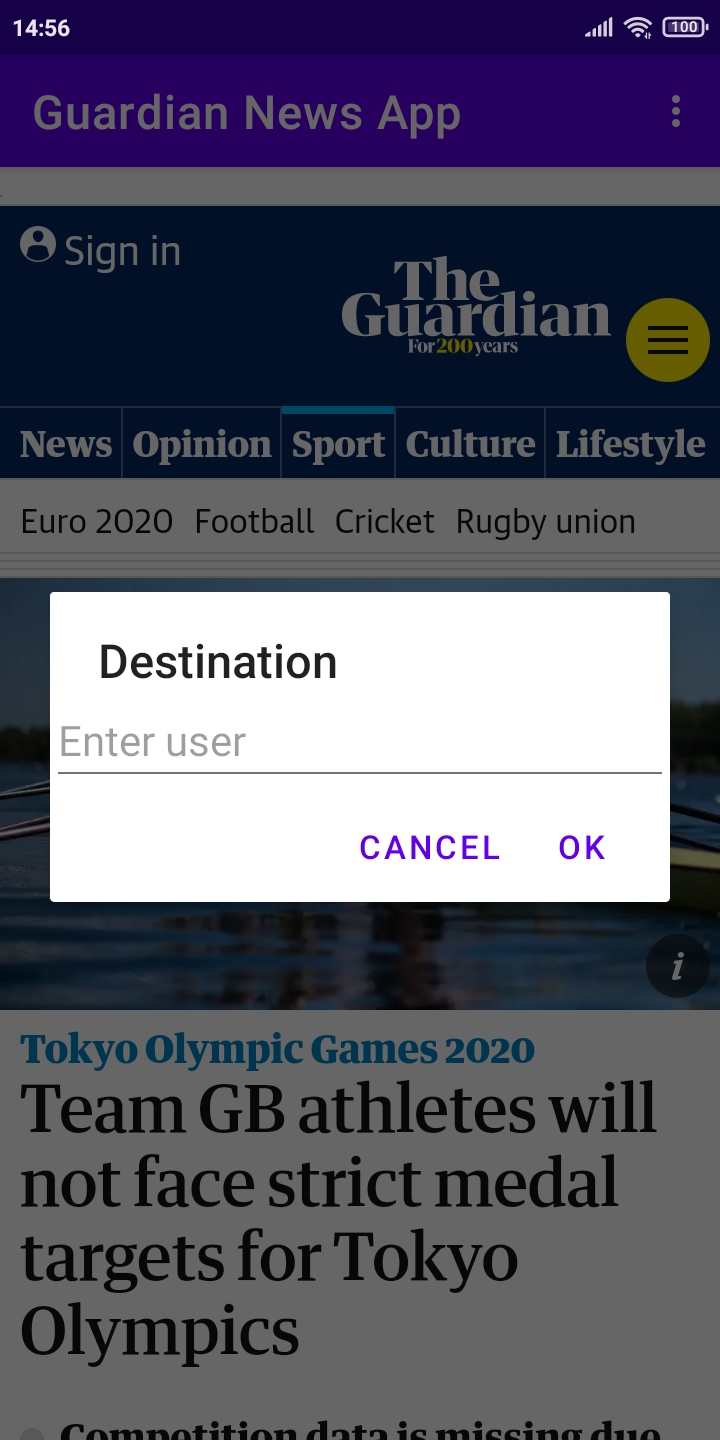 14:56
100
Guardian News App
Sign in
The
Guardian
For 200 years
News Opinion Sport Culture Lifestyle
Euro 2020 Football Cricket Rugby union
Destination
Enter user
CANCEL OK
i
Tokyo Olympic Games 2020
Team GB athletes will
not face strict medal
targets for Tokyo
Olympics
Competition data is missing due